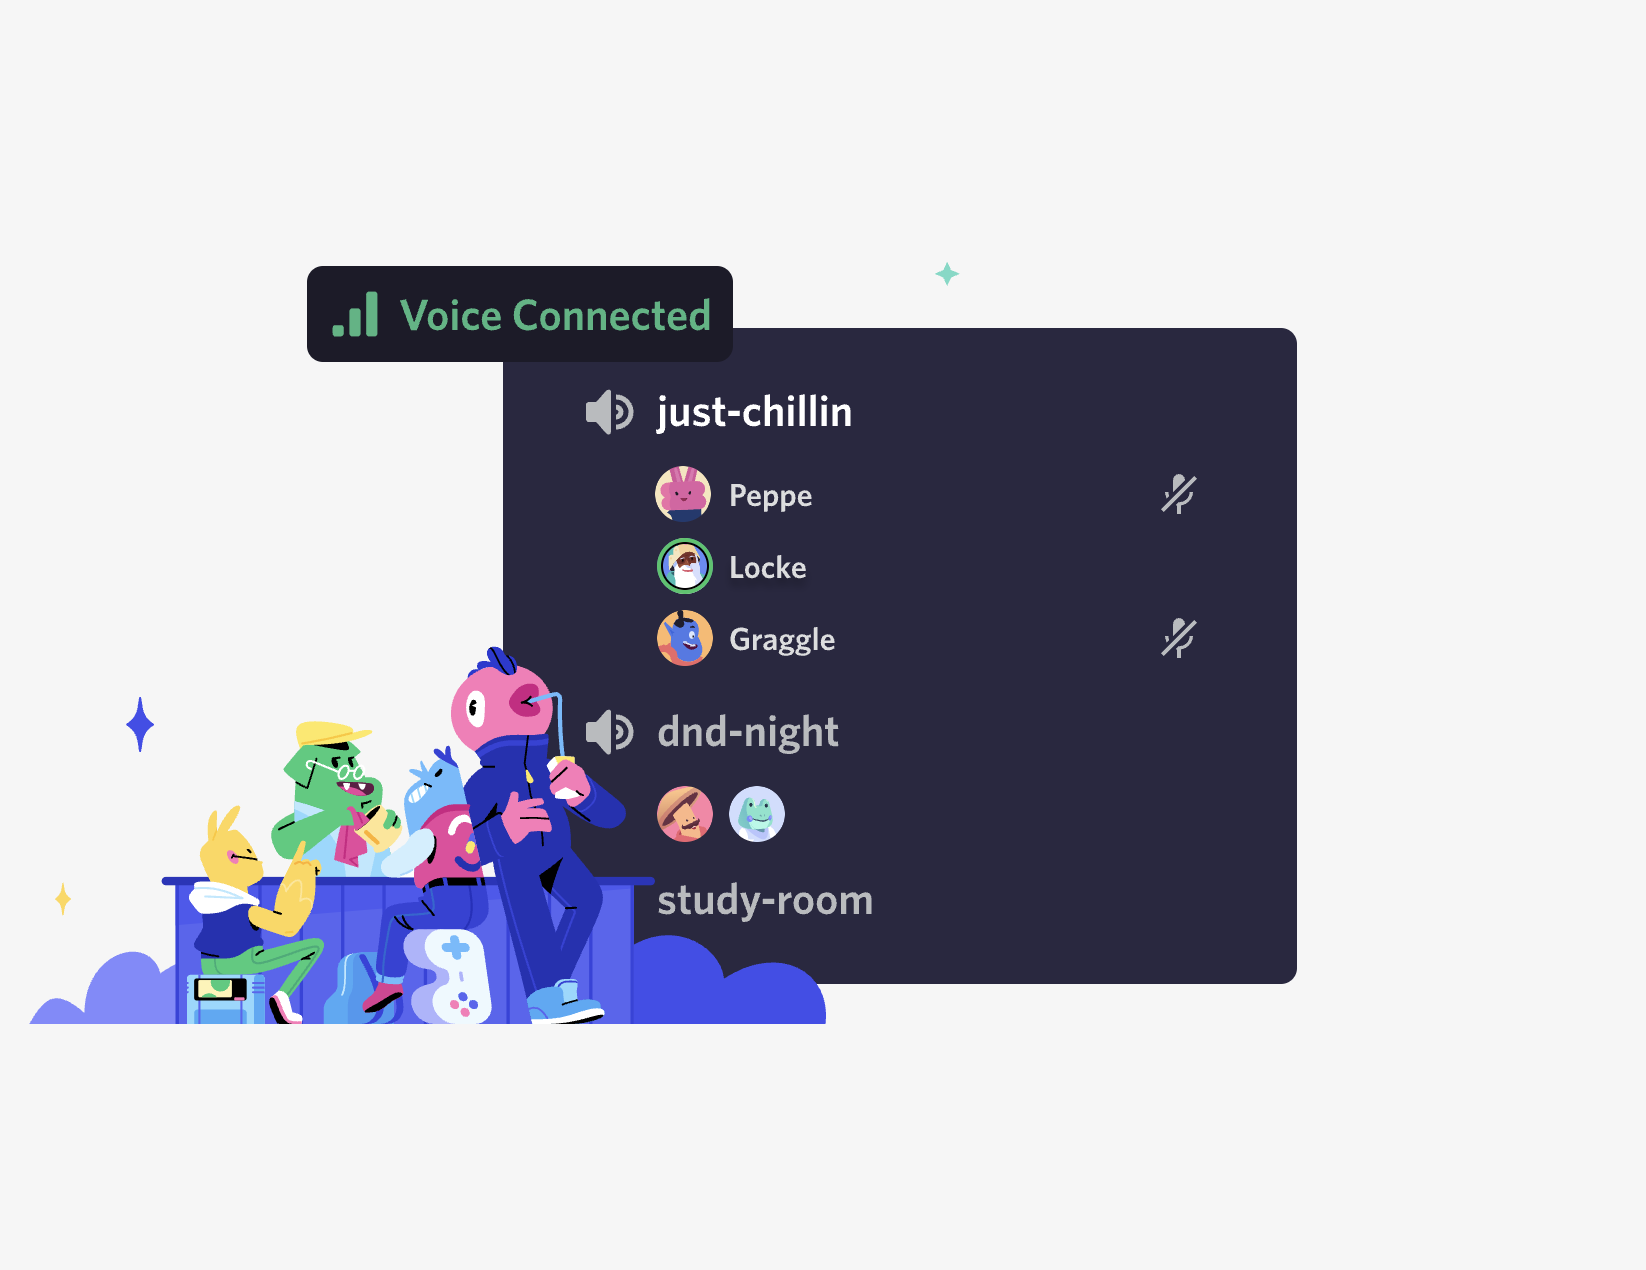 Voice Connected
just-chillin
Peppe
Locke
Graggle
dnd-night
study-room